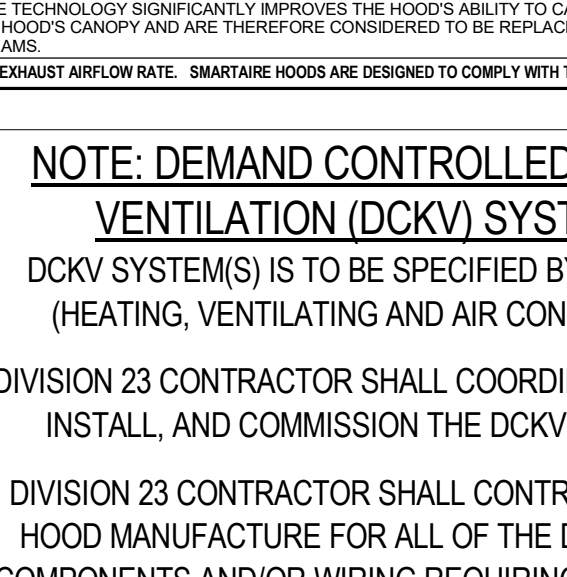 E TECHNOLOGY SIGNIFICANTLY IMPROVES THE HOOD'S ABILITY TO CA
HOOD'S CANOPY AND ARE THEREFORE CONSIDERED TO BE REPLACE
AMS.
EXHAUST AIRFLOW RATE. SMARTAIRE HOODS ARE DESIGNED TO COMPLY WITH T
NOTE: DEMAND CONTROLLED
VENTILATION (DCKV) SYST
DCKV SYSTEM(S) IS TO BE SPECIFIED BY
(HEATING, VENTILATING AND AIR CON
DIVISION 23 CONTRACTOR SHALL COORDI
INSTALL, AND COMMISSION THE DCKV
DIVISION 23 CONTRACTOR SHALL CONTR
HOOD MANUFACTURE FOR ALL OF THE D
COMPONENTS AND/OR WIRING REQUIRING